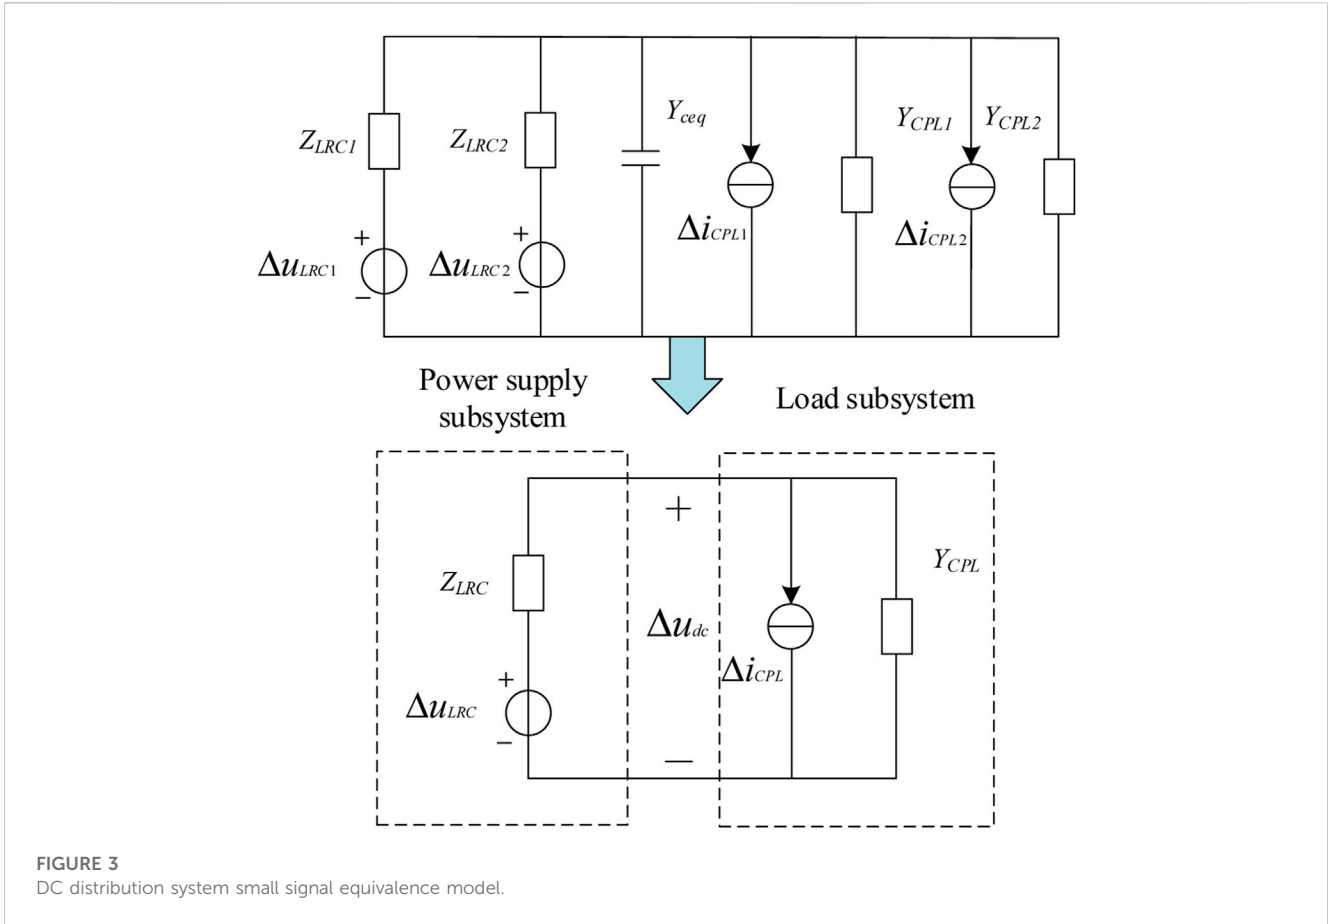 Y_ceq
Y_CPL1 Y_CPL2
Z_LRC1
Z_LRC2
Δi_CPL1
Δi_CPL2
+
+
Δu_LRC1
Δu_LRC2
−
−
Power supply
subsystem
Load subsystem
+
Z_LRC
Y_CPL
Δu_dc
Δi_CPL
+
Δu_LRC
−
−
FIGURE 3
DC distribution system small signal equivalence model.